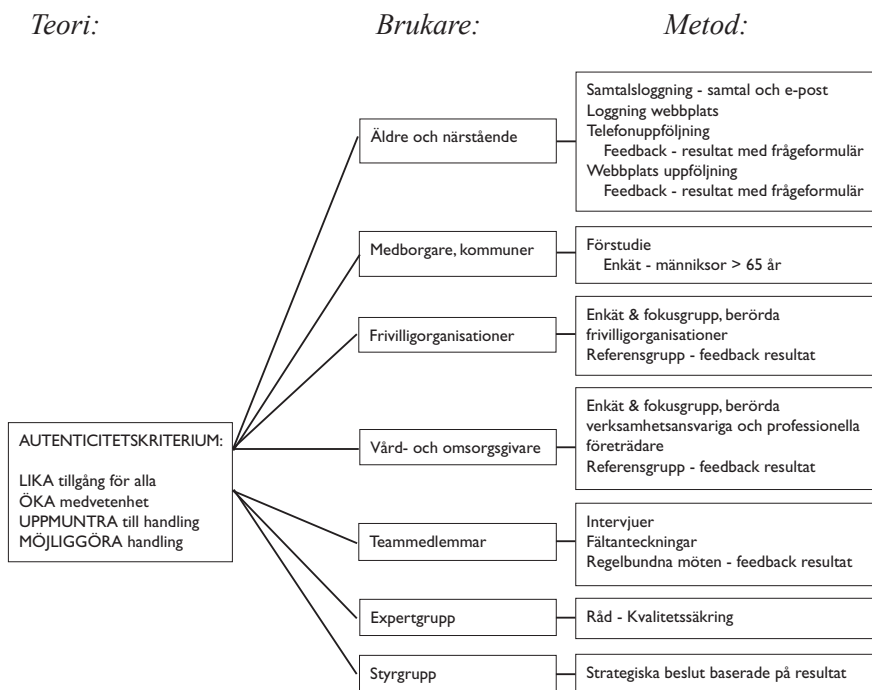 Teori:
Brukare:
Metod:
AUTENTICITETSKRITERIUM:
LIKA tillgång för alla
ÖKA medvetenhet
UPPMUNTRA till handling
MÖJLIGGÖRA handling
Äldre och närstående
Samtalsloggning - samtal och e-post
Loggning webbplats
Telefonuppföljning
Feedback - resultat med frågeformulär
Webbplats uppföljning
Feedback - resultat med frågeformulär
Medborgare, kommuner
Förstudie
Enkät - männiksor > 65 år
Frivilligorganisationer
Enkät & fokusgrupp, berörda
frivilligorganisationer
Referensgrupp - feedback resultat
Vård- och omsorgsgivare
Enkät & fokusgrupp, berörda
verksamhetsansvariga och professionella
företrädare
Referensgrupp - feedback resultat
Teammedlemmar
Intervjuer
Fältanteckningar
Regelbundna möten - feedback resultat
Expertgrupp
Råd - Kvalitetssäkring
Styrgrupp
Strategiska beslut baserade på resultat